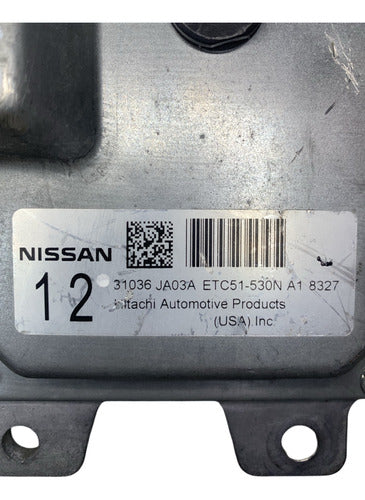 NISSAN
12 31036 JA03A ETC51-530N A1 8327
Hitachi Automotive Products
(USA).Inc.